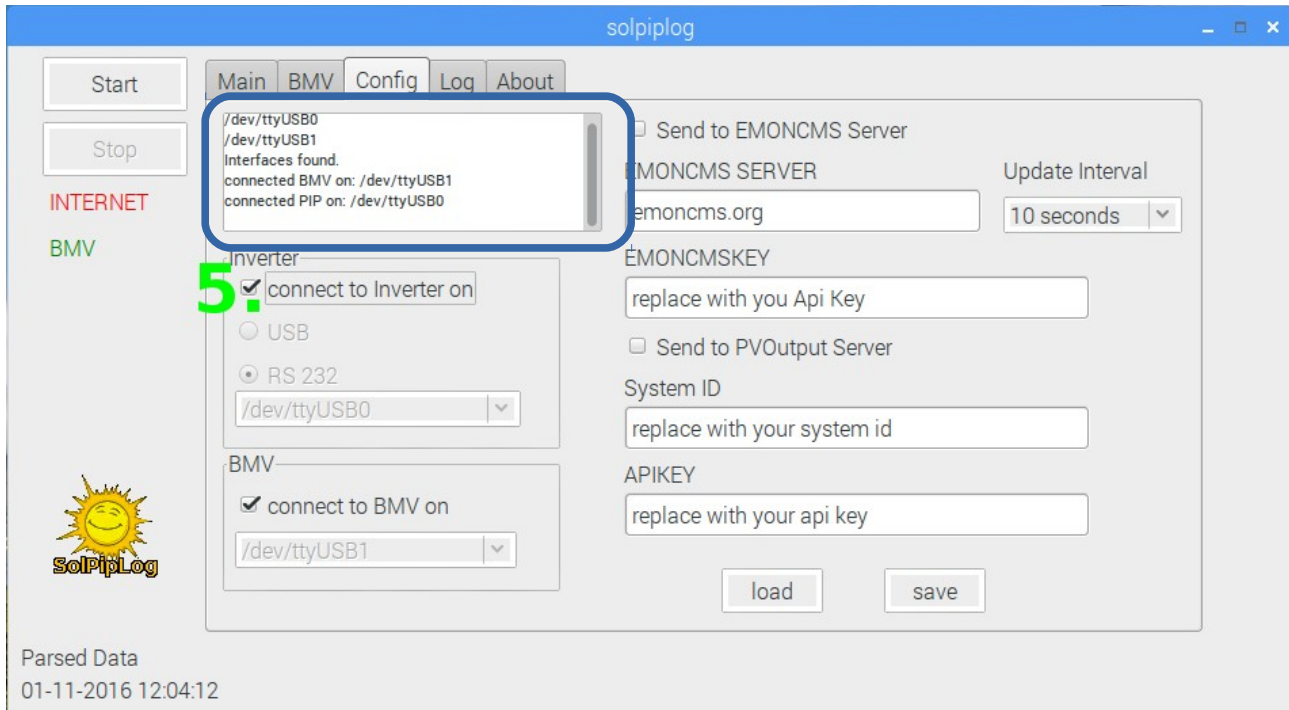 solpiplog
Start
Stop
INTERNET
BMV
Main BMV Config Log About
/dev/ttyUSB0
/dev/ttyUSB1
Interfaces found.
connected BMV on: /dev/ttyUSB1
connected PIP on: /dev/ttyUSB0
Inverter
5.
connect to Inverter on
USB
RS 232
/dev/ttyUSB0
BMV
connect to BMV on
/dev/ttyUSB1
Send to EMONCMS Server
EMONCMS SERVER
Update Interval
emoncms.org
10 seconds
EMONCMSKEY
replace with you Api Key
Send to PVOutput Server
System ID
replace with your system id
APIKEY
replace with your api key
load
save
SolPipLog
Parsed Data
01-11-2016 12:04:12